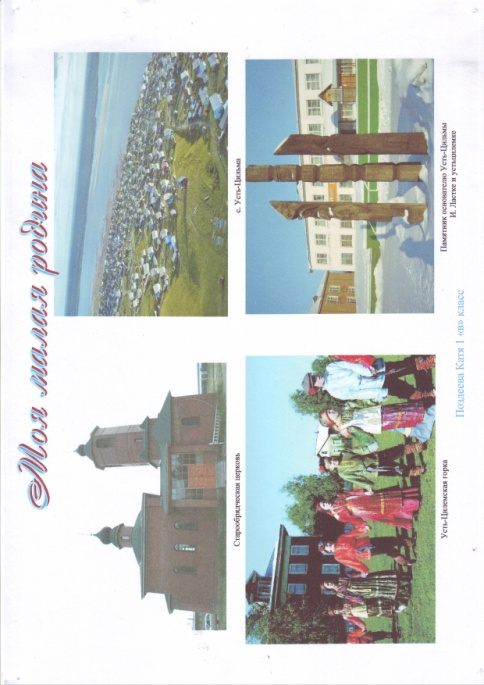 Моя малая родина
Старообрядческая церковь
с. Усть-Цильма
Усть-Цилемская горка
Памятник основателю Усть-Цильмы
И. Ластке и устьцилемке
Поздеева Катя 1 «в» класс